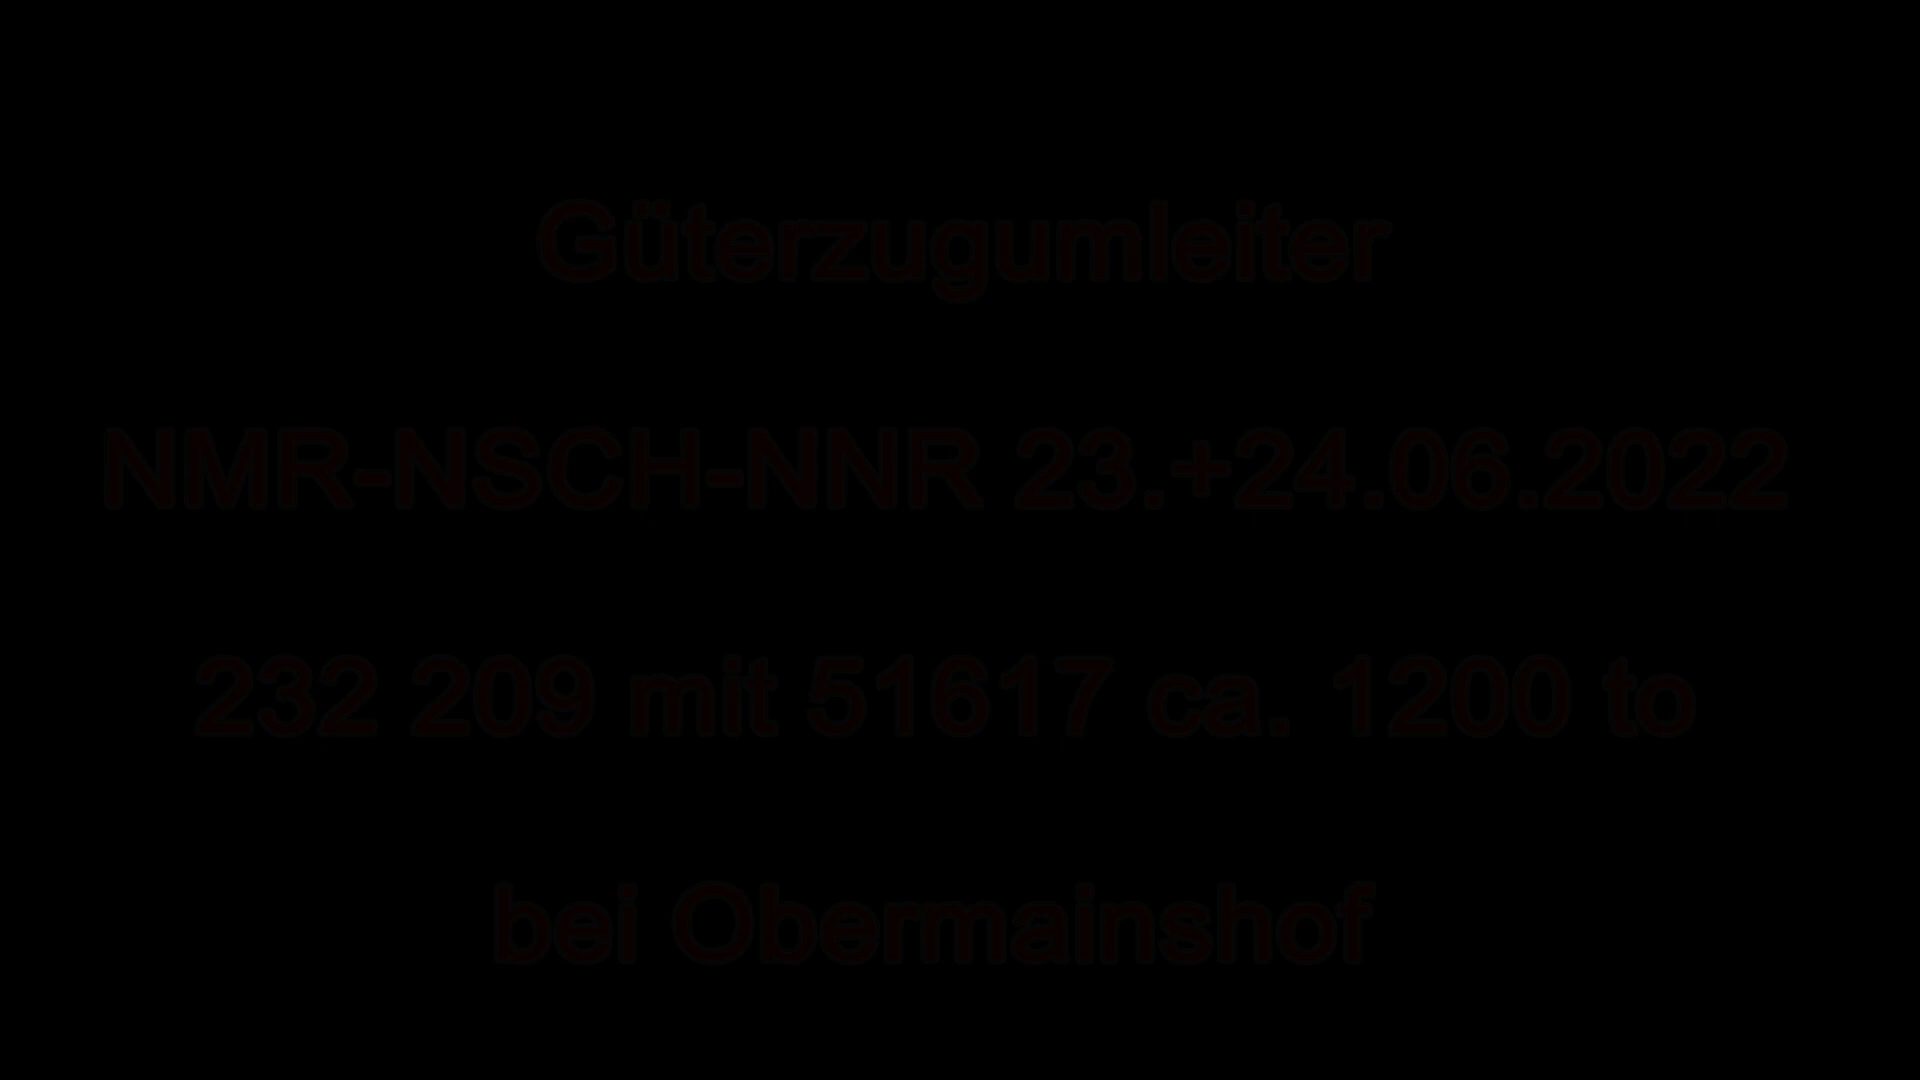 Güterzugumleiter
NMR-NSCH-NNR 23.+24.06.2022
232 209 mit 51617 ca. 1200 to
bei Obermainshof